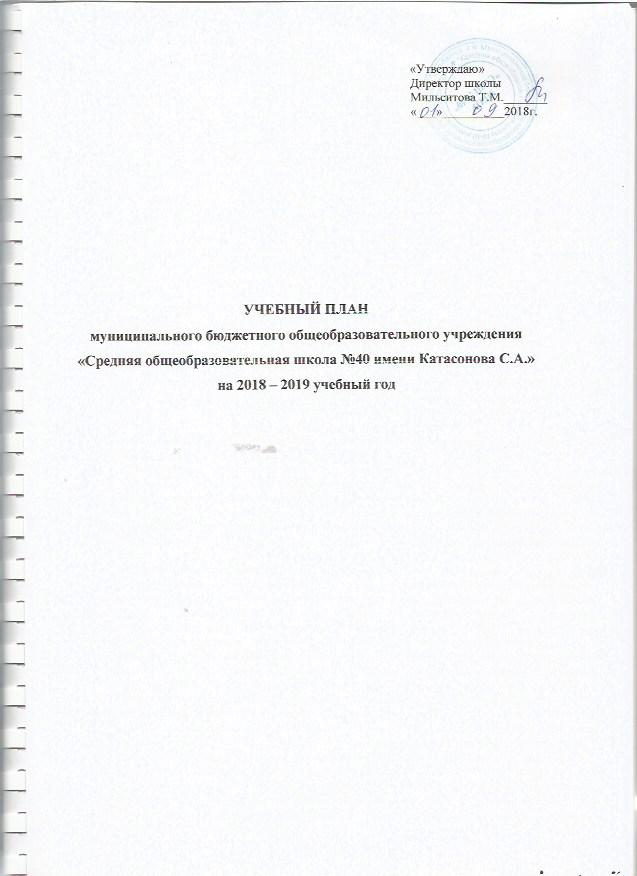 «Утверждаю»
Директор школы
Мильситова Т.М.
«01» 09 2018г.
УЧЕБНЫЙ ПЛАН
муниципального бюджетного общеобразовательного учреждения
«Средняя общеобразовательная школа №40 имени Катасонова С.А.»
на 2018 – 2019 учебный год